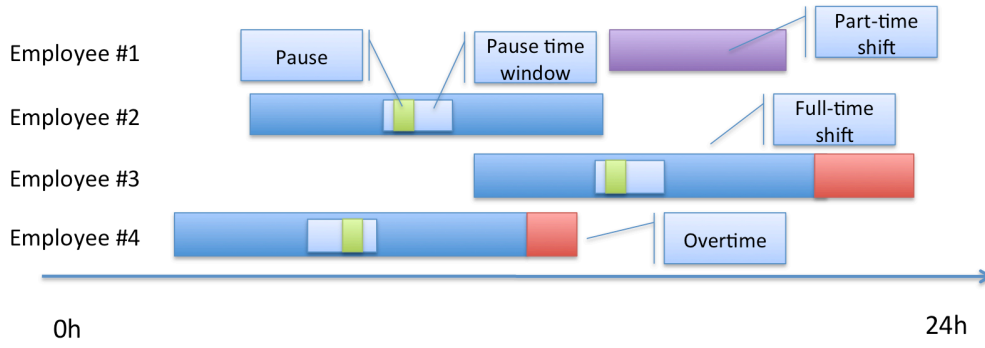 Employee #1
Pause
Pause time
window
Part-time
shift
Employee #2
Full-time
shift
Employee #3
Employee #4
Overtime
0h
24h